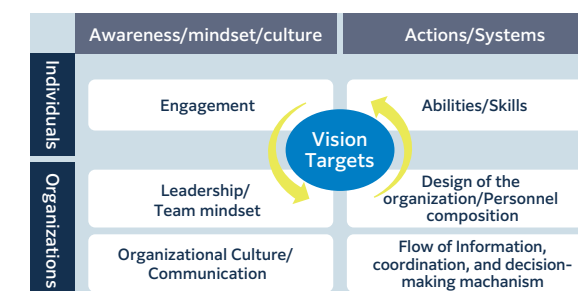 Awareness/mindset/culture
Actions/Systems
Individuals
Engagement
Abilities/Skills
Vision
Targets
Organizations
Leadership/
Team mindset
Design of the
organization/Personnel
composition
Organizational Culture/
Communication
Flow of Information,
coordination, and decision-
making machanism